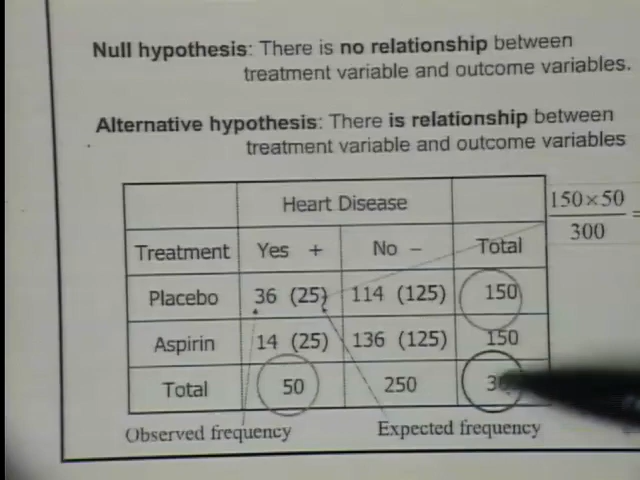 Null hypothesis: There is no relationship between
treatment variable and outcome variables.
Alternative hypothesis: There is relationship between
treatment variable and outcome variables
Heart Disease
150×50
300
=
Treatment Yes + No − Total
Placebo 36 (25) 114 (125) 150
Aspirin 14 (25) 136 (125) 150
Total 50 250
Observed frequency Expected frequency